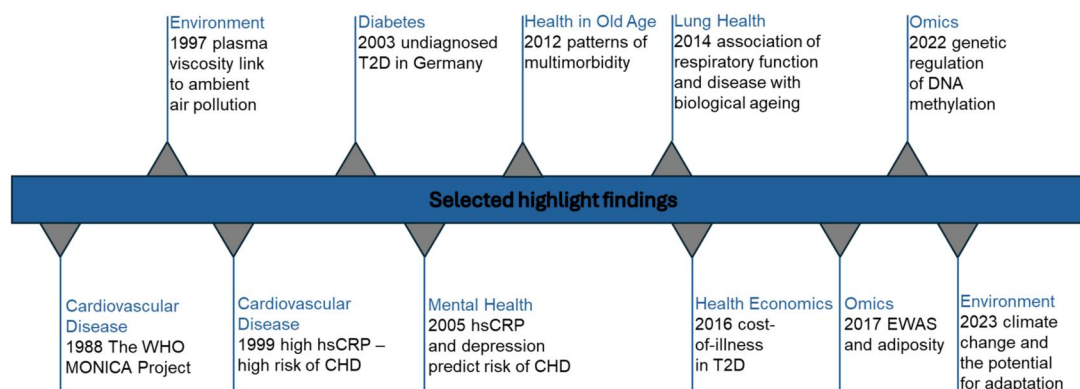 Environment
1997 plasma
viscosity link
to ambient
air pollution
Diabetes
2003 undiagnosed
T2D in Germany
Health in Old Age
2012 patterns of
multimorbidity
Lung Health
2014 association of
respiratory function
and disease with
biological ageing
Omics
2022 genetic
regulation
of DNA
methylation
Selected highlight findings
Cardiovascular
Disease
1988 The WHO
MONICA Project
Cardiovascular
Disease
1999 high hsCRP –
high risk of CHD
Mental Health
2005 hsCRP
and depression
predict risk of CHD
Health Economics
2016 cost-
of-illness
in T2D
Omics
2017 EWAS
and adiposity
Environment
2023 climate
change and
the potential
for adaptation